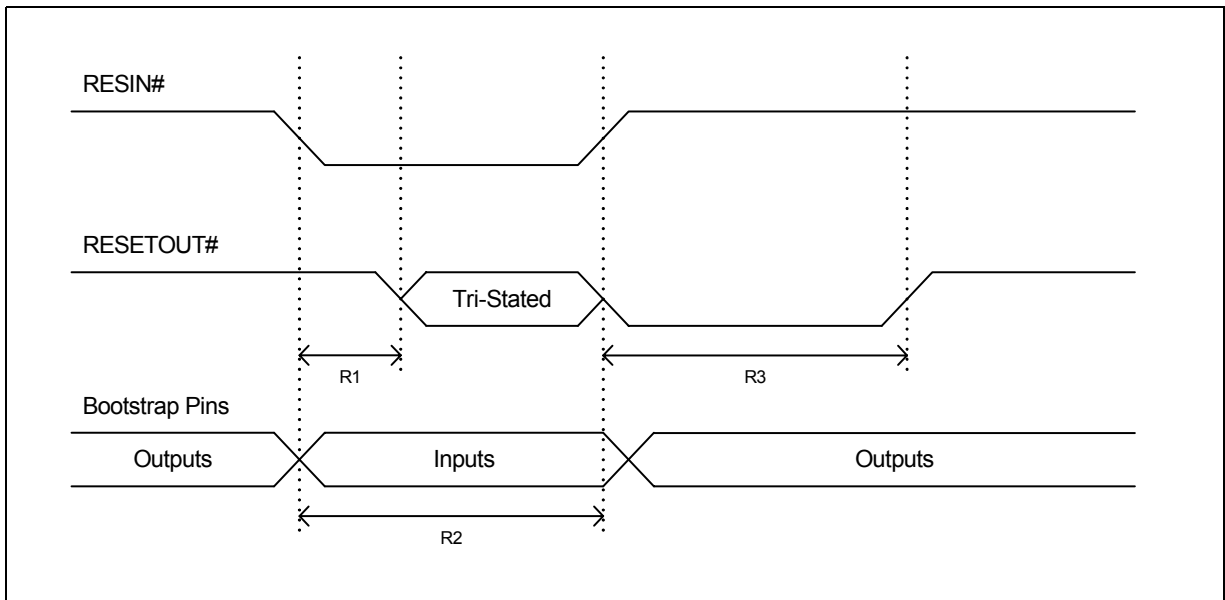 RESIN#
RESETOUT#
Tri-Stated
R1
R3
Bootstrap Pins
Outputs
Inputs
Outputs
R2